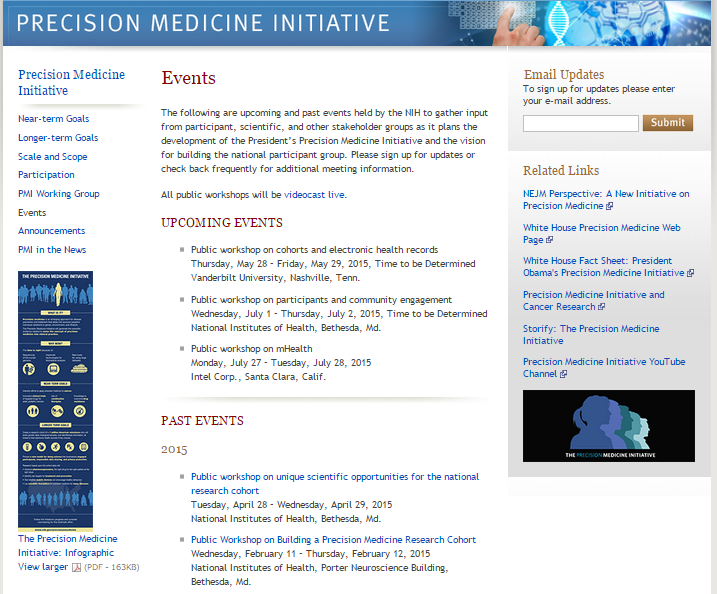 PRECISION MEDICINE INITIATIVE
Precision Medicine
Initiative
Near-term Goals
Longer-term Goals
Scale and Scope
Participation
PMI Working Group
Events
Announcements
PMI in the News
THE PRECISION MEDICINE INITIATIVE
WHAT IS IT?
WHY NOW?
NEAR TERM GOALS
LONGER TERM GOALS
The Precision Medicine
Initiative: Infographic
View larger (PDF - 163KB)
Events
The following are upcoming and past events held by the NIH to gather input
from participant, scientific, and other stakeholder groups as it plans the
development of the President's Precision Medicine Initiative and the vision
for building the national participant group. Please sign up for updates or
check back frequently for additional meeting information.
All public workshops will be videocast live.
UPCOMING EVENTS
Public workshop on cohorts and electronic health records
Thursday, May 28 – Friday, May 29, 2015, Time to be Determined
Vanderbilt University, Nashville, Tenn.
Public workshop on participants and community engagement
Wednesday, July 1 – Thursday, July 2, 2015, Time to be Determined
National Institutes of Health, Bethesda, Md.
Public workshop on mHealth
Monday, July 27 – Tuesday, July 28, 2015
Intel Corp., Santa Clara, Calif.
PAST EVENTS
2015
Public workshop on unique scientific opportunities for the national
research cohort
Tuesday, April 28 – Wednesday, April 29, 2015
National Institutes of Health, Bethesda, Md.
Public Workshop on Building a Precision Medicine Research Cohort
Wednesday, February 11 – Thursday, February 12, 2015
National Institutes of Health, Porter Neuroscience Building,
Bethesda, Md.
Email Updates
To sign up for updates please enter
your e-mail address.
Submit
Related Links
NEJM Perspective: A New Initiative on
Precision Medicine
White House Precision Medicine Web
Page
White House Fact Sheet: President
Obama's Precision Medicine Initiative
Precision Medicine Initiative and
Cancer Research
Storify: The Precision Medicine
Initiative
Precision Medicine Initiative YouTube
Channel
THE PRECISION MEDICINE INITIATIVE